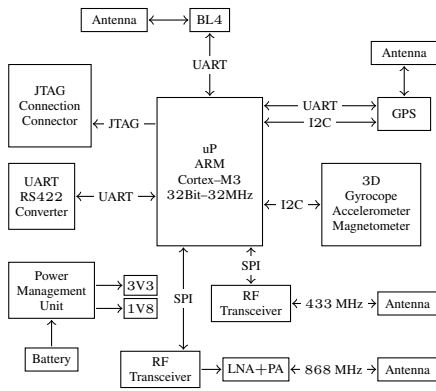 Antenna
BL4
UART
Antenna
JTAG
Connection
Connector
JTAG
uP
ARM
Cortex–M3
32Bit–32MHz
UART
I2C
GPS
UART
RS422
Converter
UART
I2C
3D
Gyrocope
Accelerometer
Magnetometer
SPI
SPI
Power
Management
Unit
3V3
1V8
RF
Transceiver
433 MHz
Antenna
Battery
RF
Transceiver
LNA+PA
868 MHz
Antenna